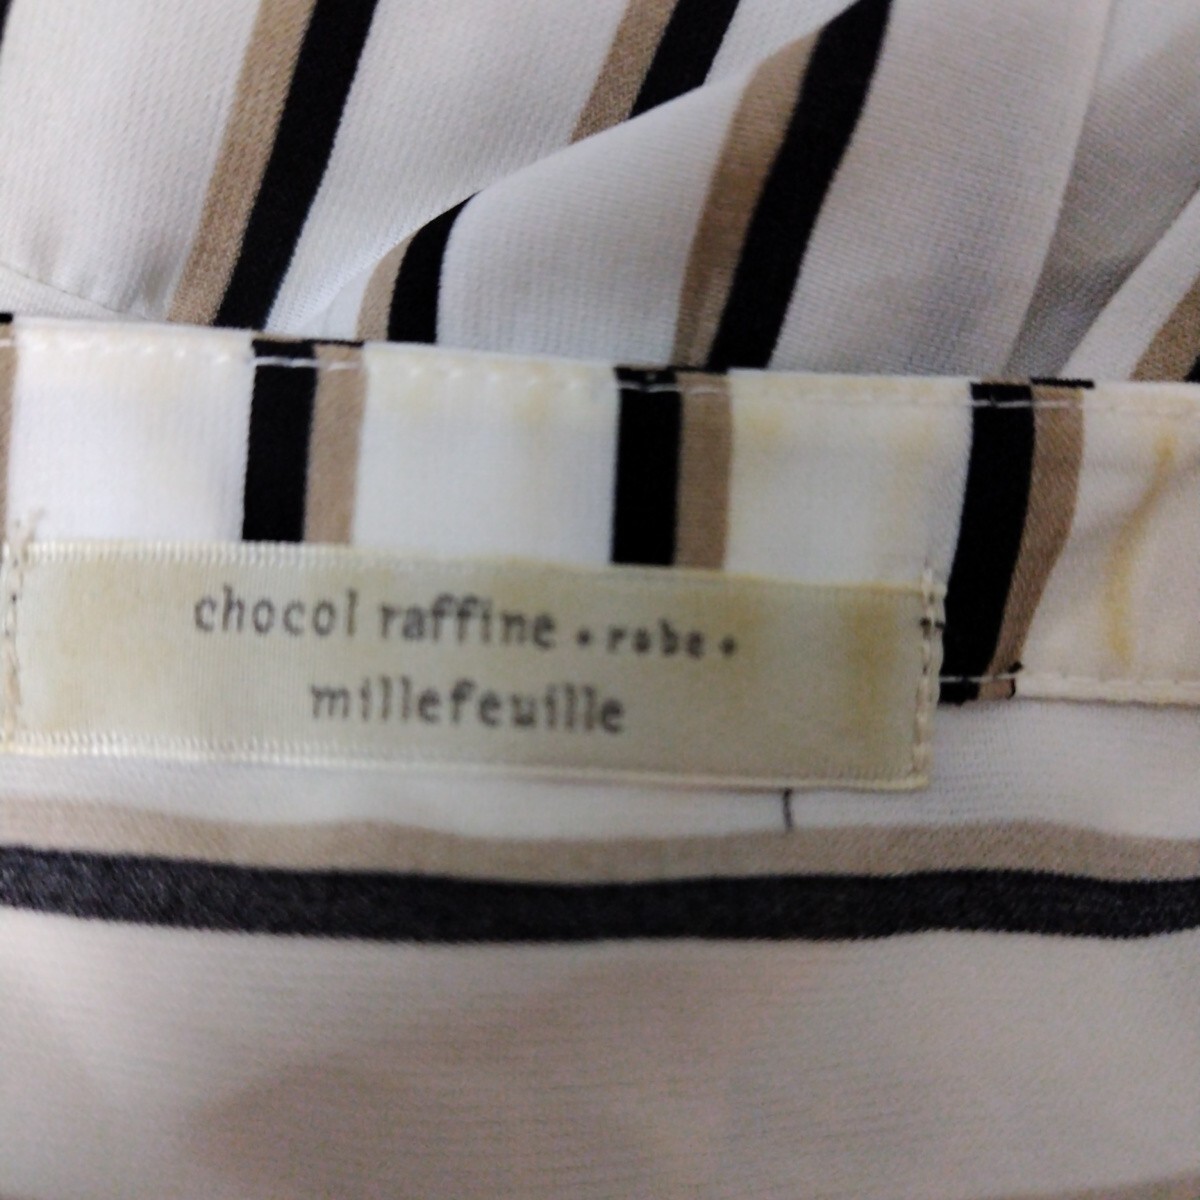 chocol raffine • robe •
millefeuille